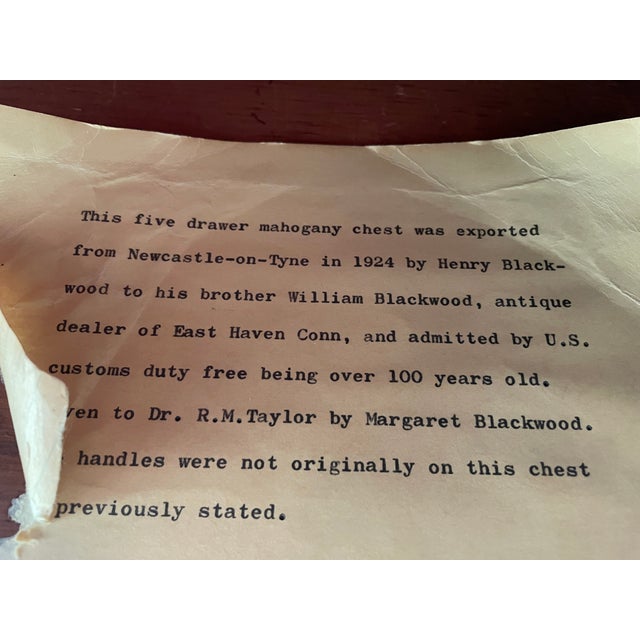 This five drawer mahogany chest was exported
from Newcastle-on-Tyne in 1924 by Henry Black-
wood to his brother William Blackwood, antique
dealer of East Haven Conn, and admitted by U.S.
customs duty free being over 100 years old.
ven to Dr. R.M.Taylor by Margaret Blackwood.
handles were not originally on this chest
previously stated.